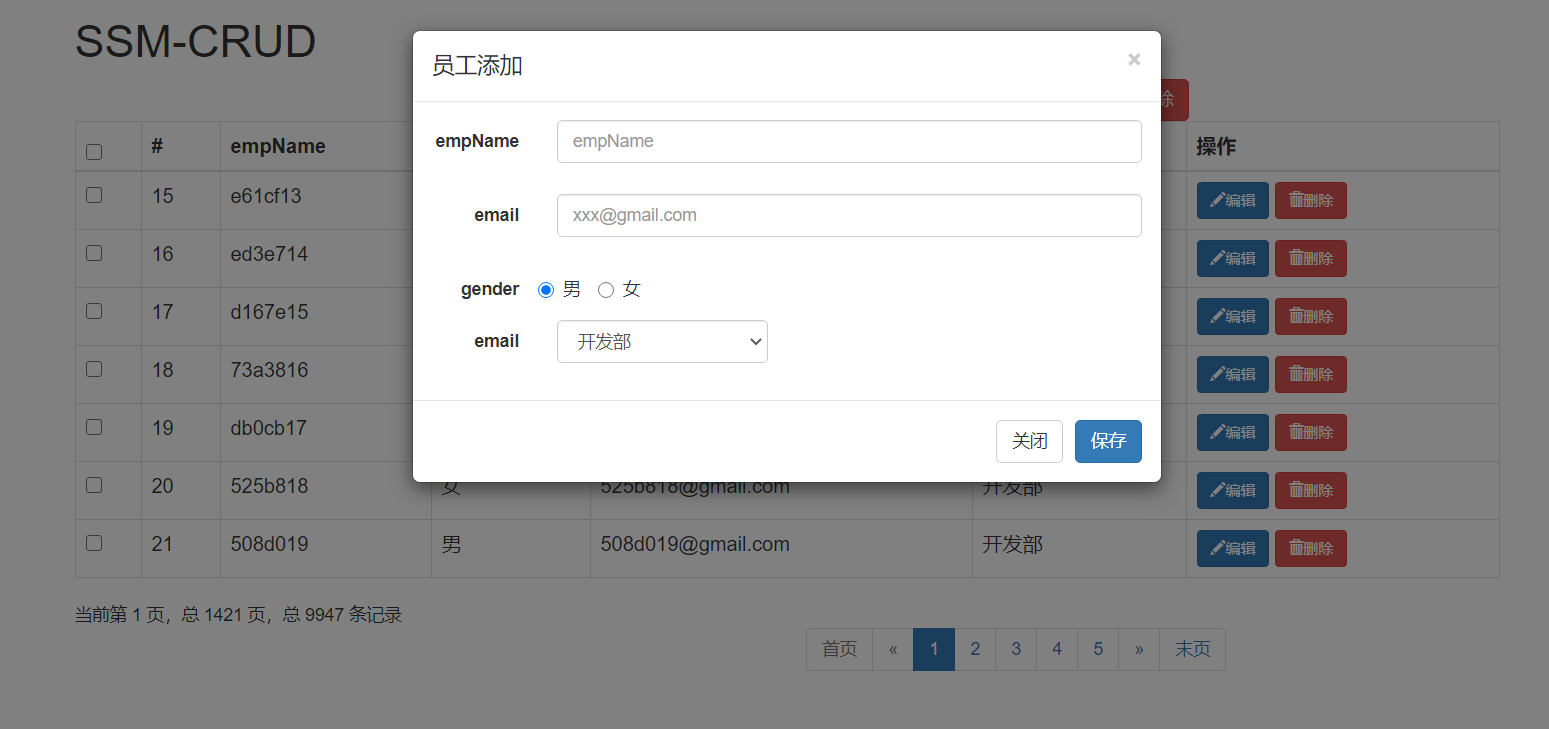 SSM-CRUD
员工添加 ×
empName empName
email xxx@gmail.com
gender 男 女
email 开发部
关闭 保存
除
# empName 操作
15 e61cf13 编辑 删除
16 ed3e714 编辑 删除
17 d167e15 编辑 删除
18 73a3816 编辑 删除
19 db0cb17 编辑 删除
20 525b818 女 525b818@gmail.com 开发部 编辑 删除
21 508d019 男 508d019@gmail.com 开发部 编辑 删除
当前第 1 页，总 1421 页，总 9947 条记录
首页 « 1 2 3 4 5 » 末页